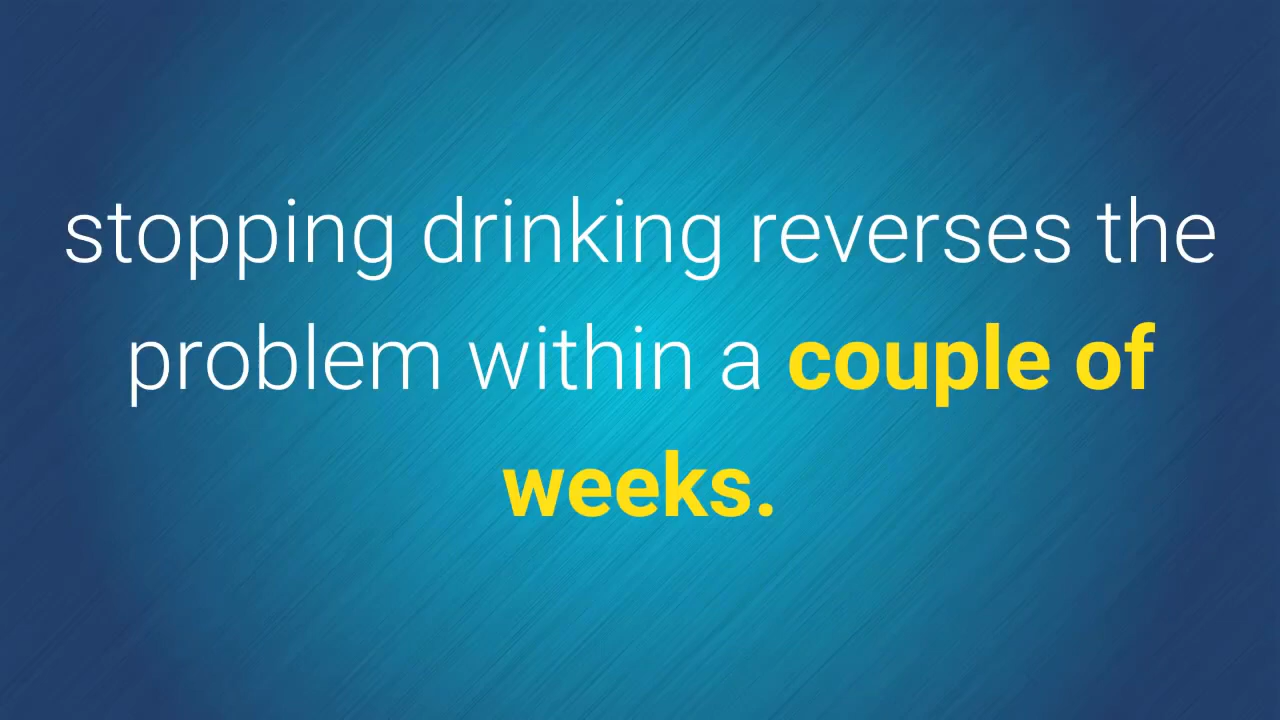 stopping drinking reverses the
problem within a couple of
weeks.